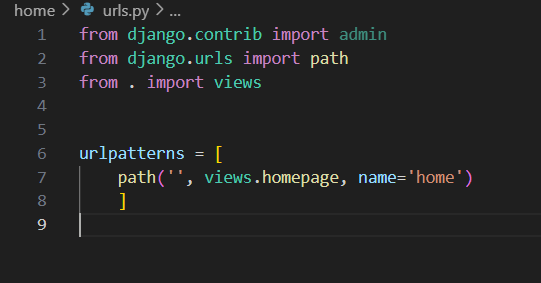 home > urls.py > ...
1 from django.contrib import admin
2 from django.urls import path
3 from . import views
4
5
6 urlpatterns = [
7     path('', views.homepage, name='home')
8     ]
9